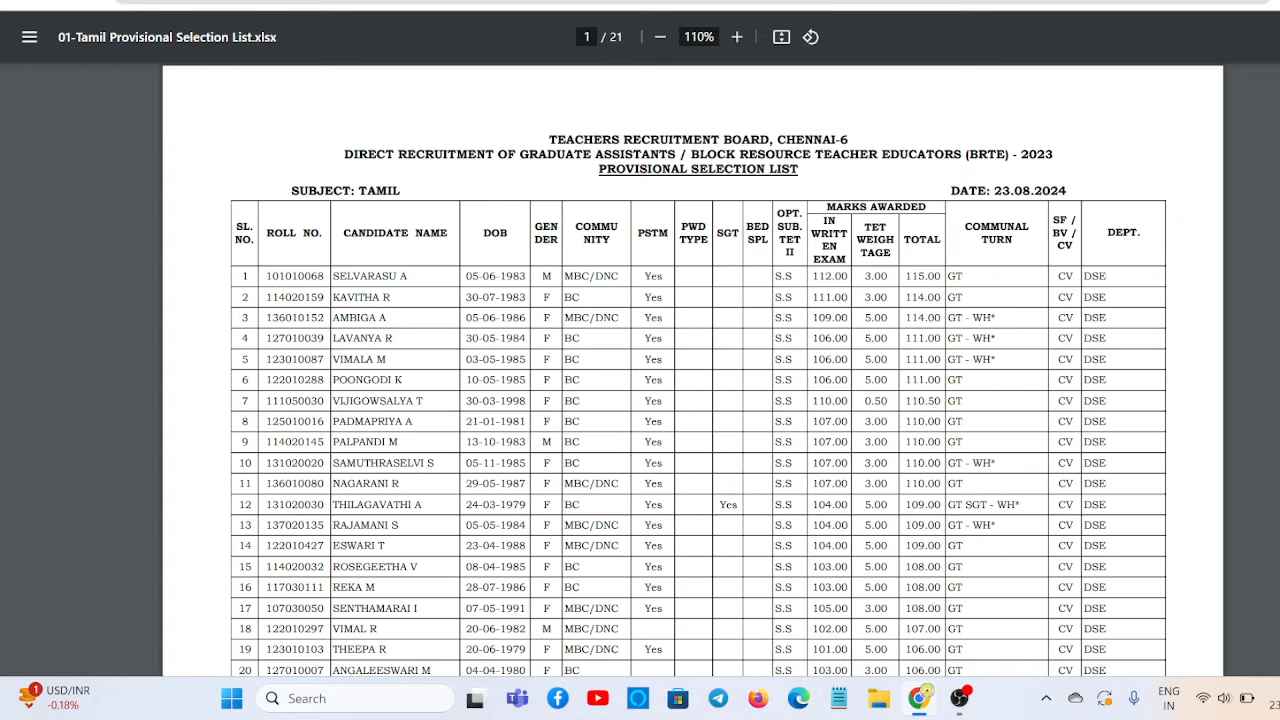 01-Tamil Provisional Selection List.xlsx 1 / 21 110%
TEACHERS RECRUITMENT BOARD, CHENNAI-6
DIRECT RECRUITMENT OF GRADUATE ASSISTANTS / BLOCK RESOURCE TEACHER EDUCATORS (BRTE) - 2023
PROVISIONAL SELECTION LIST
SUBJECT: TAMIL DATE: 23.08.2024
SL. NO. ROLL NO. CANDIDATE NAME DOB GEN DER COMMU NITY PSTM PWD TYPE SGT BED SPL OPT. SUB. TET II MARKS AWARDED IN WRITT EN EXAM TET WEIGH TAGE TOTAL COMMUNAL TURN SF / BV / CV DEPT.
1 101010068 SELVARASU A 05-06-1983 M MBC/DNC Yes S.S 112.00 3.00 115.00 GT CV DSE
2 114020159 KAVITHA R 30-07-1983 F BC Yes S.S 111.00 3.00 114.00 GT CV DSE
3 136010152 AMBIGA A 05-06-1986 F MBC/DNC Yes S.S 109.00 5.00 114.00 GT - WH* CV DSE
4 127010039 LAVANYA R 30-05-1984 F BC Yes S.S 106.00 5.00 111.00 GT - WH* CV DSE
5 123010087 VIMALA M 03-05-1985 F BC Yes S.S 106.00 5.00 111.00 GT - WH* CV DSE
6 122010288 POONGODI K 10-05-1985 F BC Yes S.S 106.00 5.00 111.00 GT CV DSE
7 111050030 VIJIGOWSALYA T 30-03-1998 F BC Yes S.S 110.00 0.50 110.50 GT CV DSE
8 125010016 PADMAPRIYA A 21-01-1981 F BC Yes S.S 107.00 3.00 110.00 GT CV DSE
9 114020145 PALPANDI M 13-10-1983 M BC Yes S.S 107.00 3.00 110.00 GT CV DSE
10 131020020 SAMUTHRASELVI S 05-11-1985 F BC Yes S.S 107.00 3.00 110.00 GT - WH* CV DSE
11 136010080 NAGARANI R 29-05-1987 F MBC/DNC Yes S.S 107.00 3.00 110.00 GT CV DSE
12 131020030 THILAGAVATHI A 24-03-1979 F BC Yes Yes S.S 104.00 5.00 109.00 GT SGT - WH* CV DSE
13 137020135 RAJAMANI S 05-05-1984 F MBC/DNC Yes S.S 104.00 5.00 109.00 GT - WH* CV DSE
14 122010427 ESWARI T 23-04-1988 F MBC/DNC Yes S.S 104.00 5.00 109.00 GT CV DSE
15 114020032 ROSEGEETHA V 08-04-1985 F BC Yes S.S 103.00 5.00 108.00 GT CV DSE
16 117030111 REKA M 28-07-1986 F BC Yes S.S 103.00 5.00 108.00 GT CV DSE
17 107030050 SENTHAMARAI I 07-05-1991 F MBC/DNC Yes S.S 105.00 3.00 108.00 GT CV DSE
18 122010297 VIMAL R 20-06-1982 M MBC/DNC S.S 102.00 5.00 107.00 GT CV DSE
19 123010103 THEEPA R 20-06-1979 F MBC/DNC Yes S.S 101.00 5.00 106.00 GT CV DSE
20 127010007 ANGALEESWARI M 04-04-1980 F BC S.S 103.00 3.00 106.00 GT CV DSE
1 USD/INR ENG
-0.18% Search IN 23